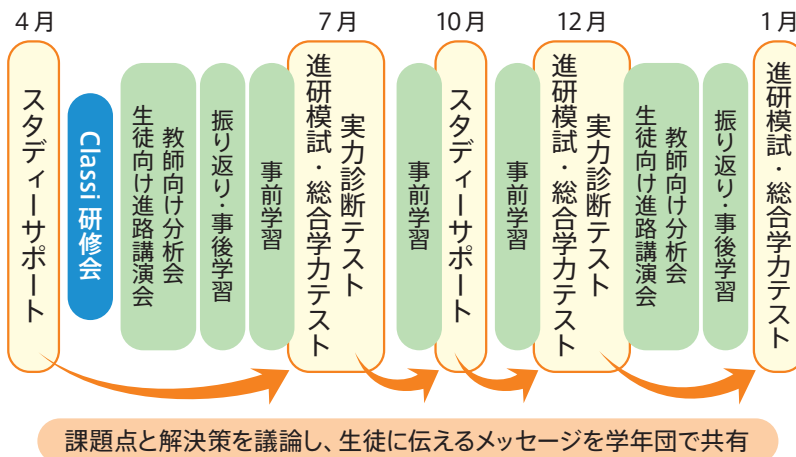 4月
スタディーサポート
Classi 研修会
教師向け分析会
生徒向け進路講演会
振り返り・事後学習
事前学習
7月
実力診断テスト
進研模試・総合学力テスト
事前学習
10月
スタディーサポート
事前学習
12月
実力診断テスト
進研模試・総合学力テスト
教師向け分析会
生徒向け進路講演会
振り返り・事後学習
1月
進研模試・総合学力テスト
課題点と解決策を議論し、生徒に伝えるメッセージを学年団で共有